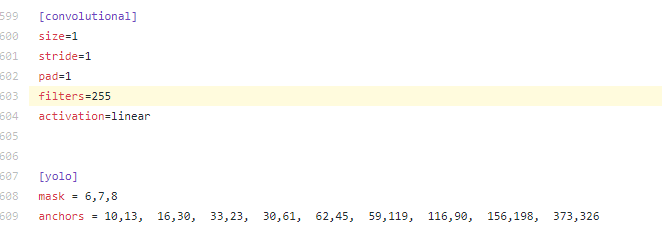 599 [convolutional]
600 size=1
601 stride=1
602 pad=1
603 filters=255
604 activation=linear
605
606
607 [yolo]
608 mask = 6,7,8
609 anchors = 10,13,  16,30,  33,23,  30,61,  62,45,  59,119,  116,90,  156,198,  373,326